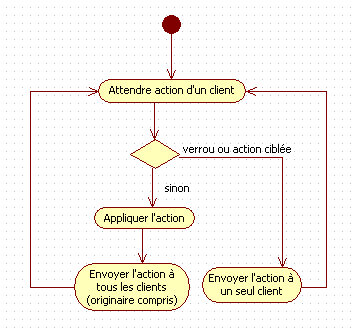 Attendre action d'un client
verrou ou action ciblée
sinon
Appliquer l'action
Envoyer l'action à
tous les clients
(originaire compris)
Envoyer l'action à
un seul client